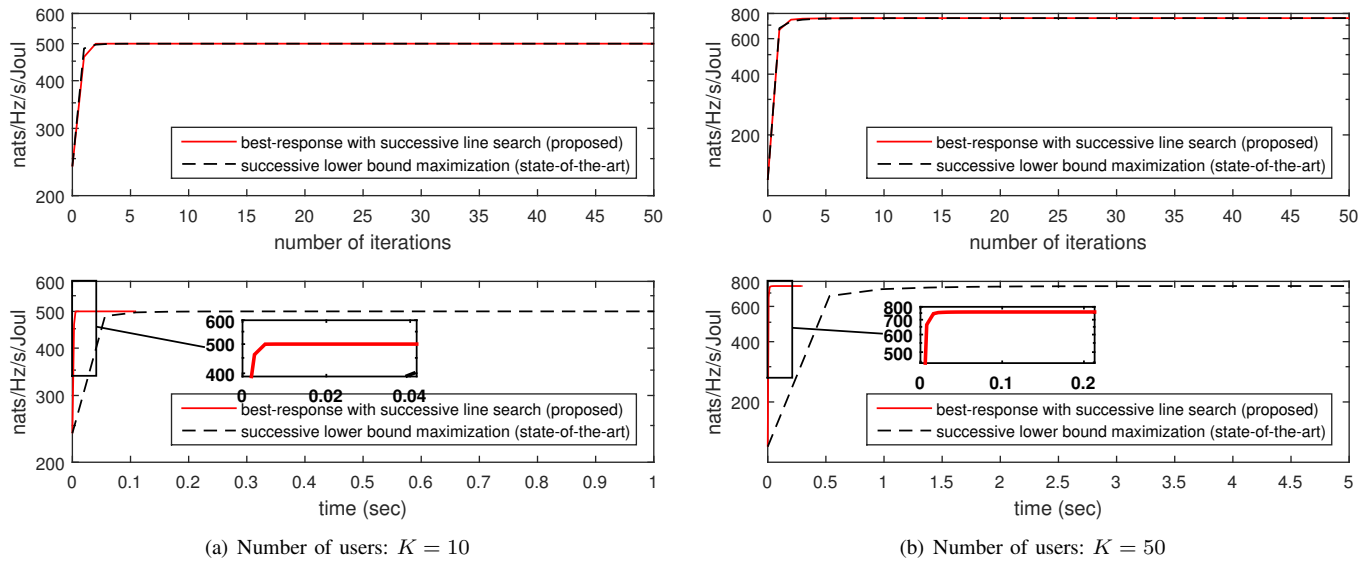 600
500
400
300
200
nats/Hz/s/Joul
best-response with successive line search (proposed)
successive lower bound maximization (state-of-the-art)
0 5 10 15 20 25 30 35 40 45 50
number of iterations
800
600
400
200
nats/Hz/s/Joul
best-response with successive line search (proposed)
successive lower bound maximization (state-of-the-art)
0 5 10 15 20 25 30 35 40 45 50
number of iterations
600
500
400
300
200
nats/Hz/s/Joul
600
500
400
0 0.02 0.04
best-response with successive line search (proposed)
successive lower bound maximization (state-of-the-art)
0 0.1 0.2 0.3 0.4 0.5 0.6 0.7 0.8 0.9 1
time (sec)
800
600
400
200
nats/Hz/s/Joul
800
700
600
500
0 0.1 0.2
best-response with successive line search (proposed)
successive lower bound maximization (state-of-the-art)
0 0.5 1 1.5 2 2.5 3 3.5 4 4.5 5
time (sec)
(a) Number of users: K = 10
(b) Number of users: K = 50